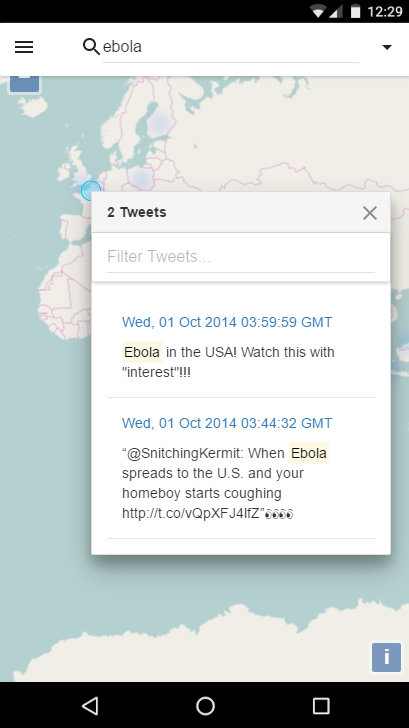 12:29
ebola
2 Tweets
Filter Tweets...
Wed, 01 Oct 2014 03:59:59 GMT
Ebola in the USA! Watch this with
"interest"!!!
Wed, 01 Oct 2014 03:44:32 GMT
“@SnitchingKermit: When Ebola
spreads to the U.S. and your
homeboy starts coughing
http://t.co/vQpXFJ4lfZ”👀👀
i